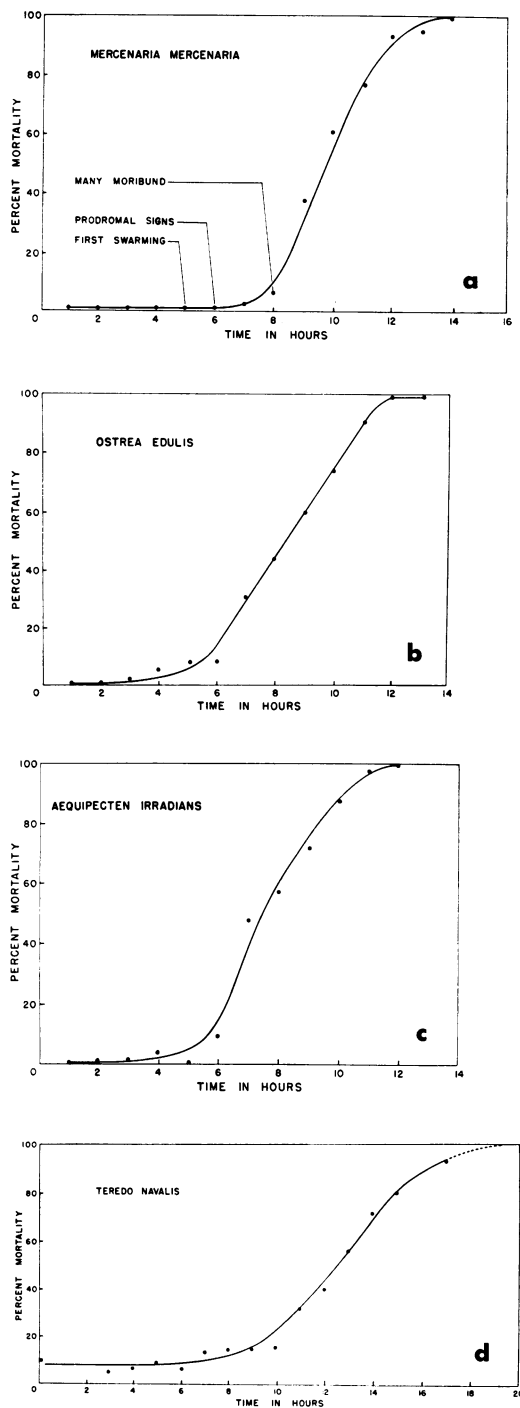 100
MERCENARIA MERCENARIA
80
60
PERCENT MORTALITY
MANY MORIBUND
40
PRODROMAL SIGNS
FIRST SWARMING
20
a
0 2 4 6 8 10 12 14 16
TIME IN HOURS
100
OSTREA EDULIS
80
60
PERCENT MORTALITY
40
20
b
0 2 4 6 8 10 12 14
TIME IN HOURS
100
AEQUIPECTEN IRRADIANS
80
60
PERCENT MORTALITY
40
20
c
0 2 4 6 8 10 12 14
TIME IN HOURS
100
TEREDO NAVALIS
80
60
PERCENT MORTALITY
40
20
d
0 2 4 6 8 10 12 14 16 18 20
TIME IN HOURS